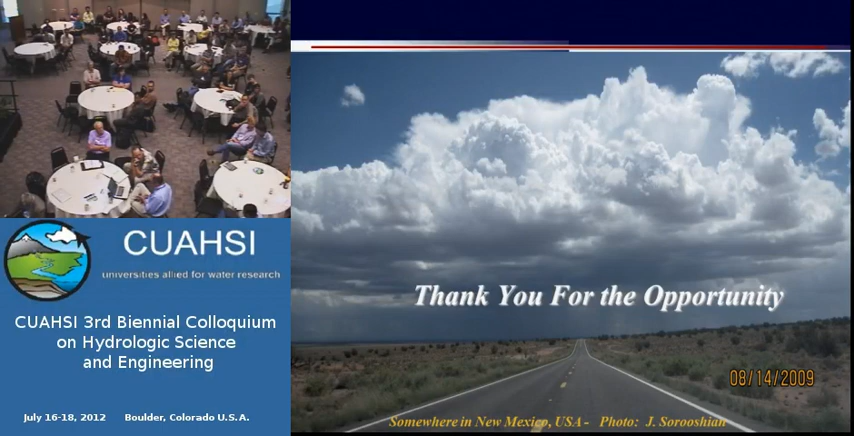 CUAHSI
universities allied for water research
CUAHSI 3rd Biennial Colloquium
on Hydrologic Science
and Engineering
July 16-18, 2012 Boulder, Colorado U.S.A.
Thank You For the Opportunity
08/14/2009
Somewhere in New Mexico, USA - Photo: J. Sorooshian